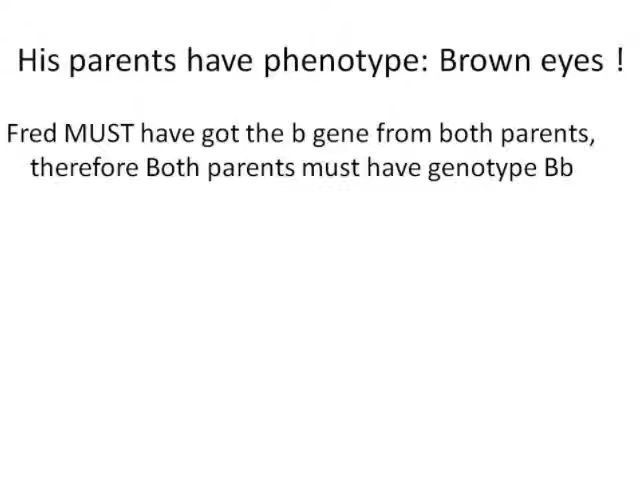 His parents have phenotype: Brown eyes !
Fred MUST have got the b gene from both parents,
therefore Both parents must have genotype Bb